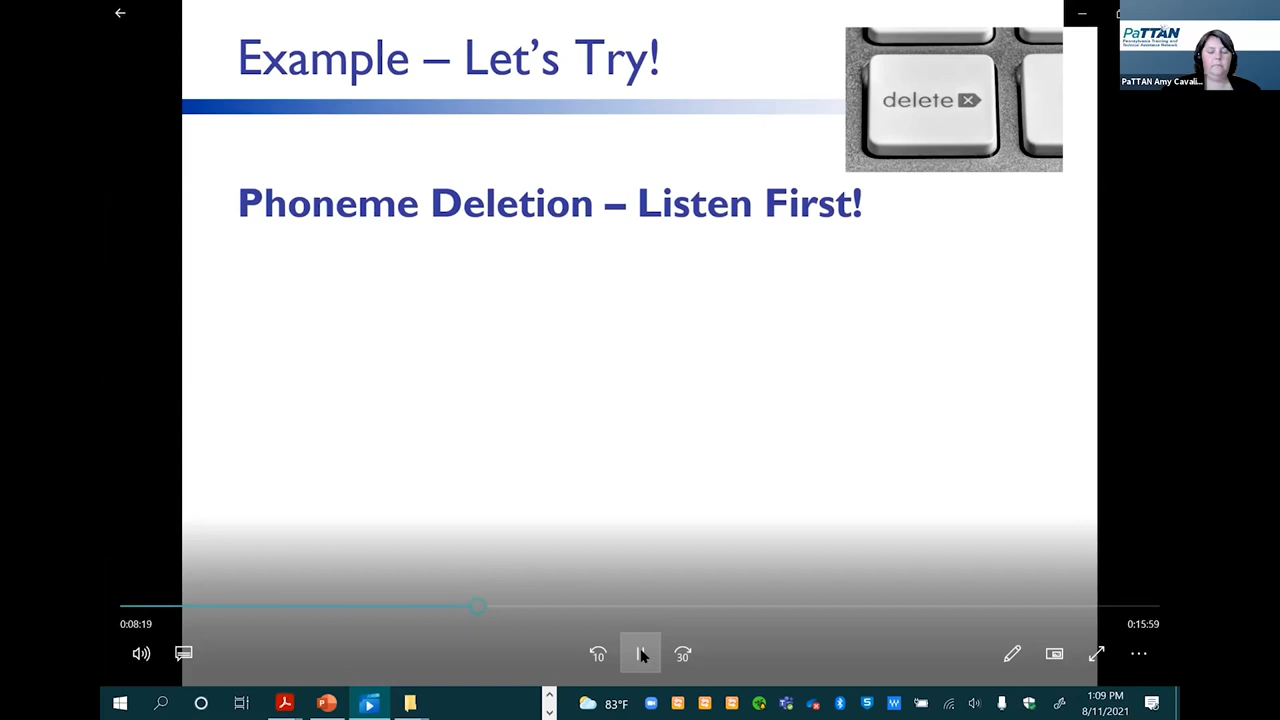 Example – Let's Try!
delete
PaTTAN
Pennsylvania Training and
Technical Assistance Network
PaTTAN Amy Cavali...
Phoneme Deletion – Listen First!
0:08:19
0:15:59
10
30
83°F
1:09 PM
8/11/2021